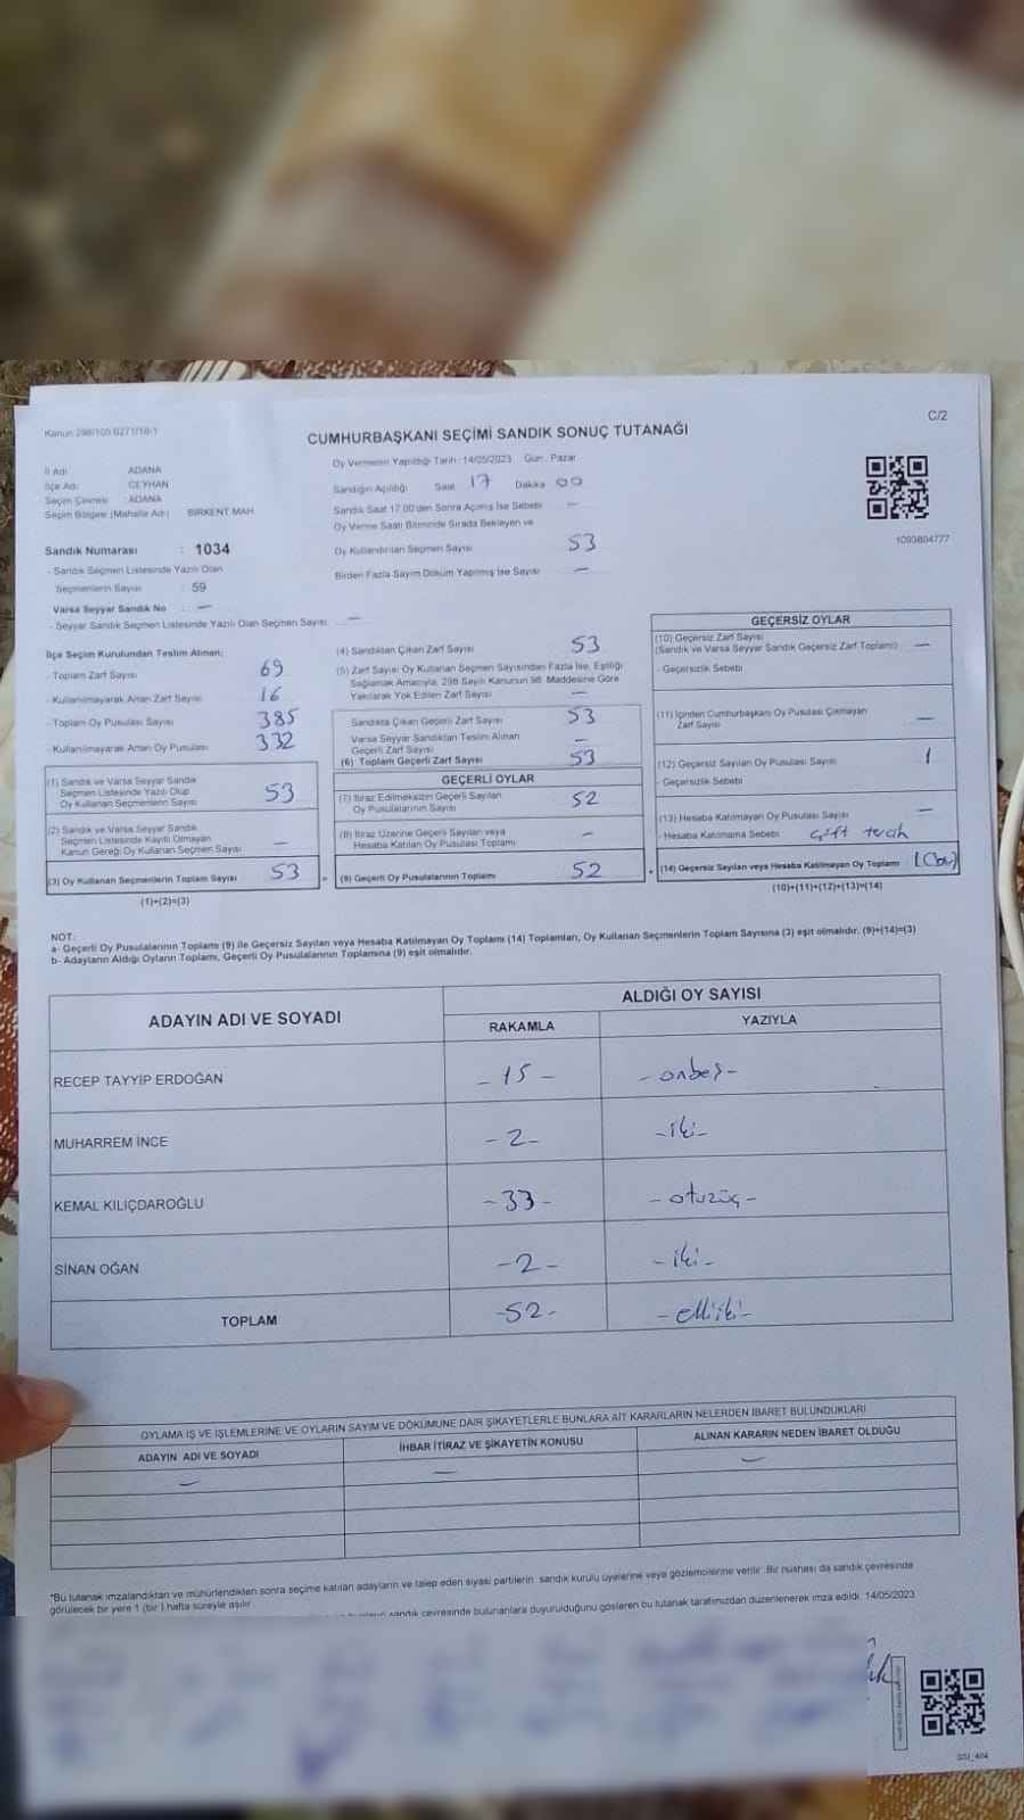 C/2
Kanun 298/105
CUMHURBAŞKANI SEÇİMİ SANDIK SONUÇ TUTANAĞI
İl Adı : ADANA
İlçe Adı : CEYHAN
Seçim Çevresi : ADANA
Seçim Bölgesi (Mahalle Adı) BIRKENT MAH.
Oy Vermenin Yapıldığı Tarih : 14/05/2023 Gün : Pazar
Sandığın Açıldığı Saat 17 Dakika 00
Sandık Saat 17.00'den Sonra Açılmış İse Sebebi —
Oy Verme Saati Bitiminde Sırada Bekleyen ve
Oy Kullandırılan Seçmen Sayısı 53
Birden Fazla Sayım Döküm Yapılmış İse Sayısı —
1093804777
Sandık Numarası : 1034
- Sandık Seçmen Listesinde Yazılı Olan
Seçmenlerin Sayısı : 59
Varsa Seyyar Sandık No : —
- Seyyar Sandık Seçmen Listesinde Yazılı Olan Seçmen Sayısı : —
İlçe Seçim Kurulundan Teslim Alınan;
- Toplam Zarf Sayısı 69
- Kullanılmayarak Artan Zarf Sayısı 16
- Toplam Oy Pusulası Sayısı 385
- Kullanılmayarak Artan Oy Pusulası 332
(1) Sandık ve Varsa Seyyar Sandık
Seçmen Listesinde Yazılı Olup
Oy Kullanan Seçmenlerin Sayısı 53
(2) Sandık ve Varsa Seyyar Sandık
Seçmen Listesinde Kayıtlı Olmayan
Kanun Gereği Oy Kullanan Seçmen Sayısı —
(3) Oy Kullanan Seçmenlerin Toplam Sayısı 53
(1)+(2)=(3)
(4) Sandıktan Çıkan Zarf Sayısı 53
(5) Zarf Sayısı Oy Kullanan Seçmen Sayısından Fazla İse, Eşitliği
Sağlamak Amacıyla, 298 Sayılı Kanunun 98. Maddesine Göre
Yakılarak Yok Edilen Zarf Sayısı —
Sandıkta Çıkan Geçerli Zarf Sayısı 53
Varsa Seyyar Sandıktan Teslim Alınan
Geçerli Zarf Sayısı —
(6) Toplam Geçerli Zarf Sayısı 53
GEÇERLİ OYLAR
(7) İtiraz Edilmeksizin Geçerli Sayılan
Oy Pusulalarının Sayısı 52
(8) İtiraz Üzerine Geçerli Sayılan veya
Hesaba Katılan Oy Pusulası Toplamı —
(9) Geçerli Oy Pusulalarının Toplamı 52
GEÇERSİZ OYLAR
(10) Geçersiz Zarf Sayısı
(Sandık ve Varsa Seyyar Sandık Geçersiz Zarf Toplamı) —
- Geçersizlik Sebebi
(11) İçinden Cumhurbaşkanı Oy Pusulası Çıkmayan
Zarf Sayısı —
(12) Geçersiz Sayılan Oy Pusulası Sayısı 1
- Geçersizlik Sebebi
(13) Hesaba Katılmayan Oy Pusulası Sayısı —
- Hesaba Katılmama Sebebi Çift tercih
(14) Geçersiz Sayılan veya Hesaba Katılmayan Oy Toplamı 1(bir)
(10)+(11)+(12)+(13)=(14)
NOT:
a- Geçerli Oy Pusulalarının Toplamı (9) ile Geçersiz Sayılan veya Hesaba Katılmayan Oy Toplamı (14) Toplamları, Oy Kullanan Seçmenlerin Toplam Sayısına (3) eşit olmalıdır. (9)+(14)=(3)
b- Adayların Aldığı Oyların Toplamı, Geçerli Oy Pusulalarının Toplamına (9) eşit olmalıdır.
ADAYIN ADI VE SOYADI ALDIĞI OY SAYISI
RAKAMLA YAZIYLA
RECEP TAYYİP ERDOĞAN -15- -onbeş-
MUHARREM İNCE -2- -iki-
KEMAL KILIÇDAROĞLU -33- -otuzüç-
SİNAN OĞAN -2- -iki-
TOPLAM -52- -elliiki-
OYLAMA İŞ VE İŞLEMLERİNE VE OYLARIN SAYIM VE DÖKÜMÜNE DAİR ŞİKAYETLERLE BUNLARA AİT KARARLARIN NELERDEN İBARET BULUNDUKLARI
ADAYIN ADI VE SOYADI İHBAR İTİRAZ VE ŞİKAYETİN KONUSU ALINAN KARARIN NEDEN İBARET OLDUĞU
— — —
*Bu tutanak imzalandıktan ve mühürlendikten sonra seçime katılan adayların ve talep eden siyasi partilerin sandık kurulu üyelerine veya gözlemcilerine verilir. Bir nüshası da sandık çevresinde
görülecek bir yere 1 (bir) hafta süreyle asılır.
sandık çevresinde bulunanlara duyurulduğunu gösteren bu tutanak tarafımızdan düzenlenerek imza edildi. 14/05/2023